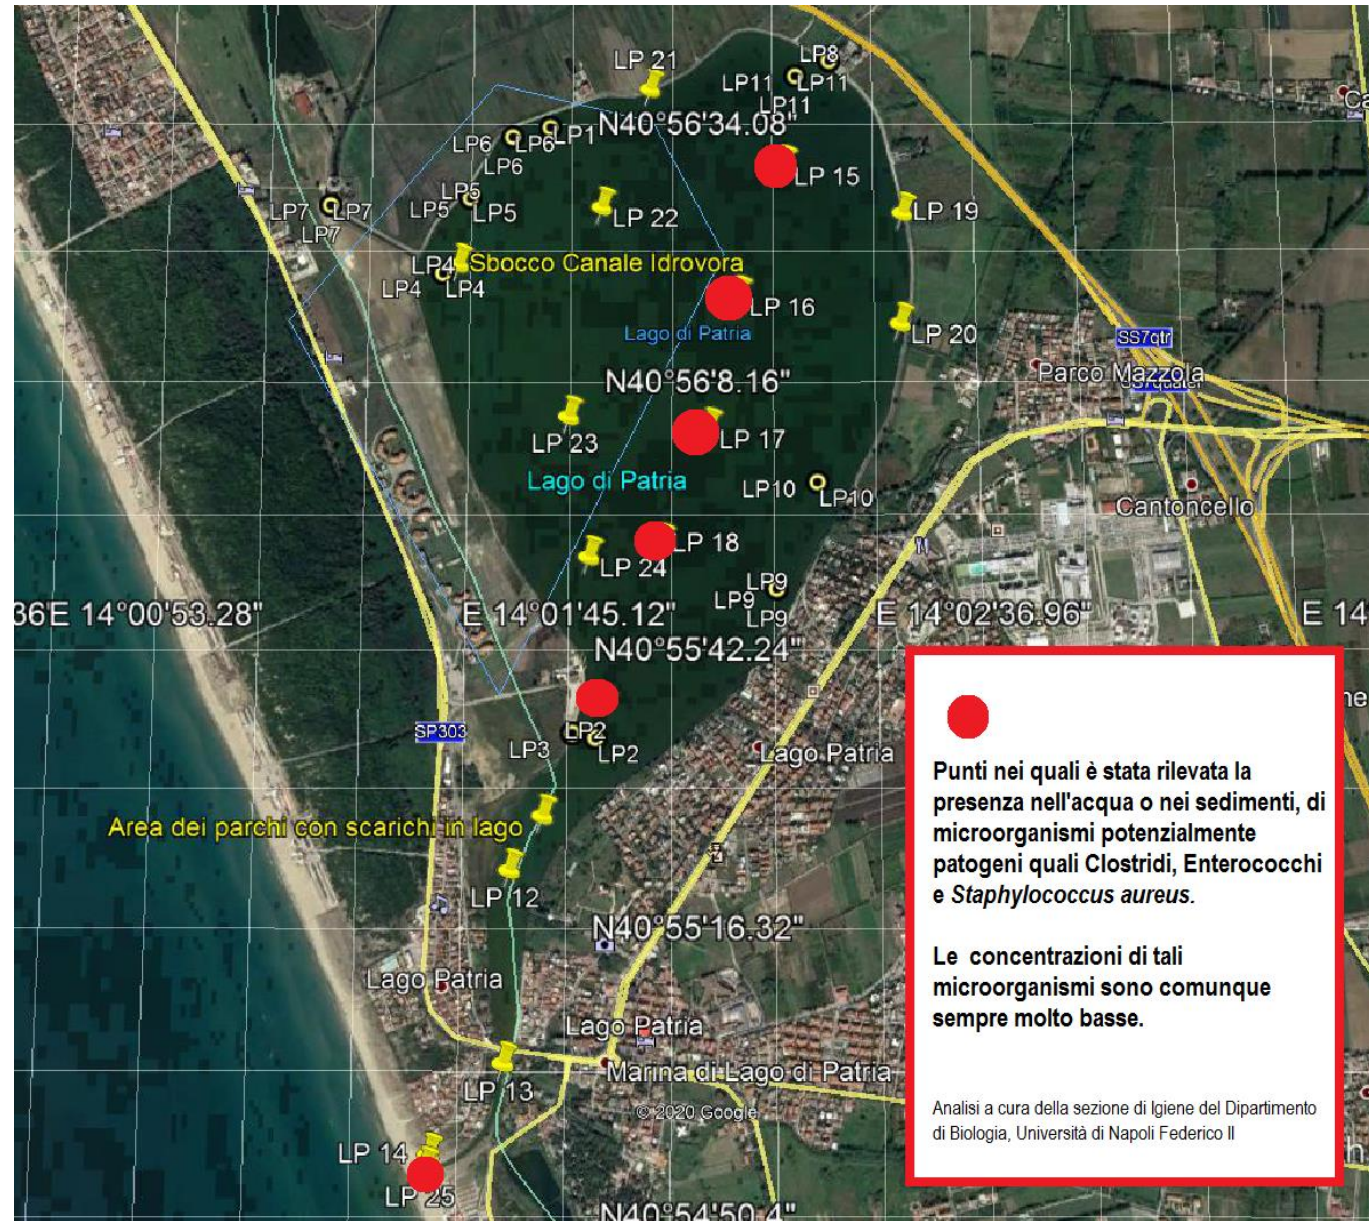 LP 21
LP8
LP11
LP11
LP11
N40°56'34.08"
LP6
LP6
LP1
LP6
LP 15
LP5
LP7
LP7
LP5
LP5
LP7
LP 22
LP 19
LP4
Sbocco Canale Idrovora
LP4
LP4
LP 16
Lago di Patria
LP 20
SS7qtr
Parco Mazzola
N40°56'8.16"
LP 23
LP 17
Lago di Patria
LP10
LP10
Cantoncello
LP 18
LP 24
LP9
LP9
LP9
36'E 14°00'53.28"
E 14°01'45.12"
E 14°02'36.96"
E 14
N40°55'42.24"
SP303
LP2
LP3
LP2
Lago Patria
Area dei parchi con scarichi in lago
LP 12
N40°55'16.32"
Lago Patria
Lago Patria
LP 13
Marina di Lago di Patria
© 2020 Google
LP 14
LP 25
N40°54'50.4"
Punti nei quali è stata rilevata la
presenza nell'acqua o nei sedimenti, di
microorganismi potenzialmente
patogeni quali Clostridi, Enterococchi
e Staphylococcus aureus.
Le concentrazioni di tali
microorganismi sono comunque
sempre molto basse.
Analisi a cura della sezione di Igiene del Dipartimento
di Biologia, Università di Napoli Federico II